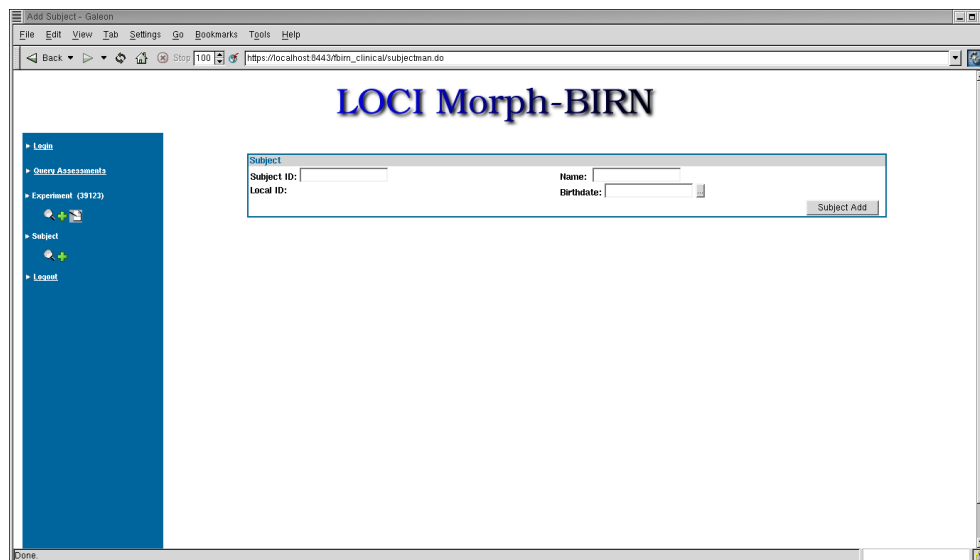 Add Subject - Galeon
File Edit View Tab Settings Go Bookmarks Tools Help
Back Stop 100 https://localhost:8443/fbirn_clinical/subjectman.do
LOCI Morph-BIRN
Login
Query Assessments
Experiment (39123)
Subject
Logout
Subject
Subject ID: Name:
Local ID: Birthdate: ...
Subject Add
Done.